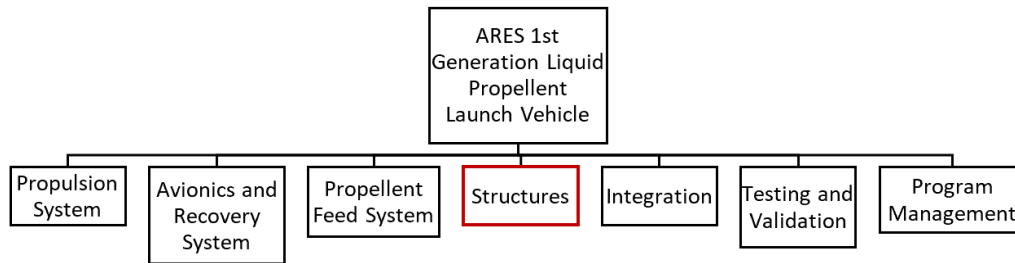 ARES 1st
Generation Liquid
Propellent
Launch Vehicle
Propulsion
System
Avionics and
Recovery
System
Propellent
Feed System
Structures
Integration
Testing and
Validation
Program
Management